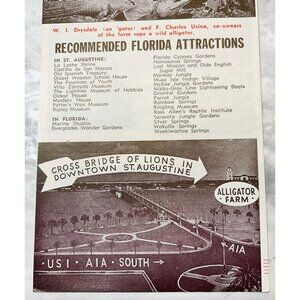 W. I. Drysdale (on 'gator) and F. Charles Usina, co-owners
of the farm rope a wild alligator.
RECOMMENDED FLORIDA ATTRACTIONS
IN ST. AUGUSTINE:
La Leche Shrine
Castillo de San Marcos
Old Spanish Treasury
Oldest Wooden School House
The Fountain of Youth
Villa Zorayda Museum
The Lightner Museum of Hobbies
Oldest House
Mystery House
Potter's Wax Museum
Ripley Museum
IN FLORIDA:
Marine Studios
Everglades Wonder Gardens
Florida Cypress Gardens
Homosassa Springs
Lost Mission and Olde English
Sugar Mill
Monkey Jungle
Musa Isle Indian Village
McKee Jungle Gardens
Nikko-Gray Line Sightseeing Boats
Oriental Gardens
Parrot Jungle
Rainbow Springs
Ringling Museum
Ross Allen's Reptile Institute
Sarasota Jungle Gardens
Silver Springs
Wakulla Springs
Weekiwachee Springs
CROSS BRIDGE OF LIONS IN
DOWNTOWN ST. AUGUSTINE
ALLIGATOR
FARM
A1A
US 1 - A1A - SOUTH